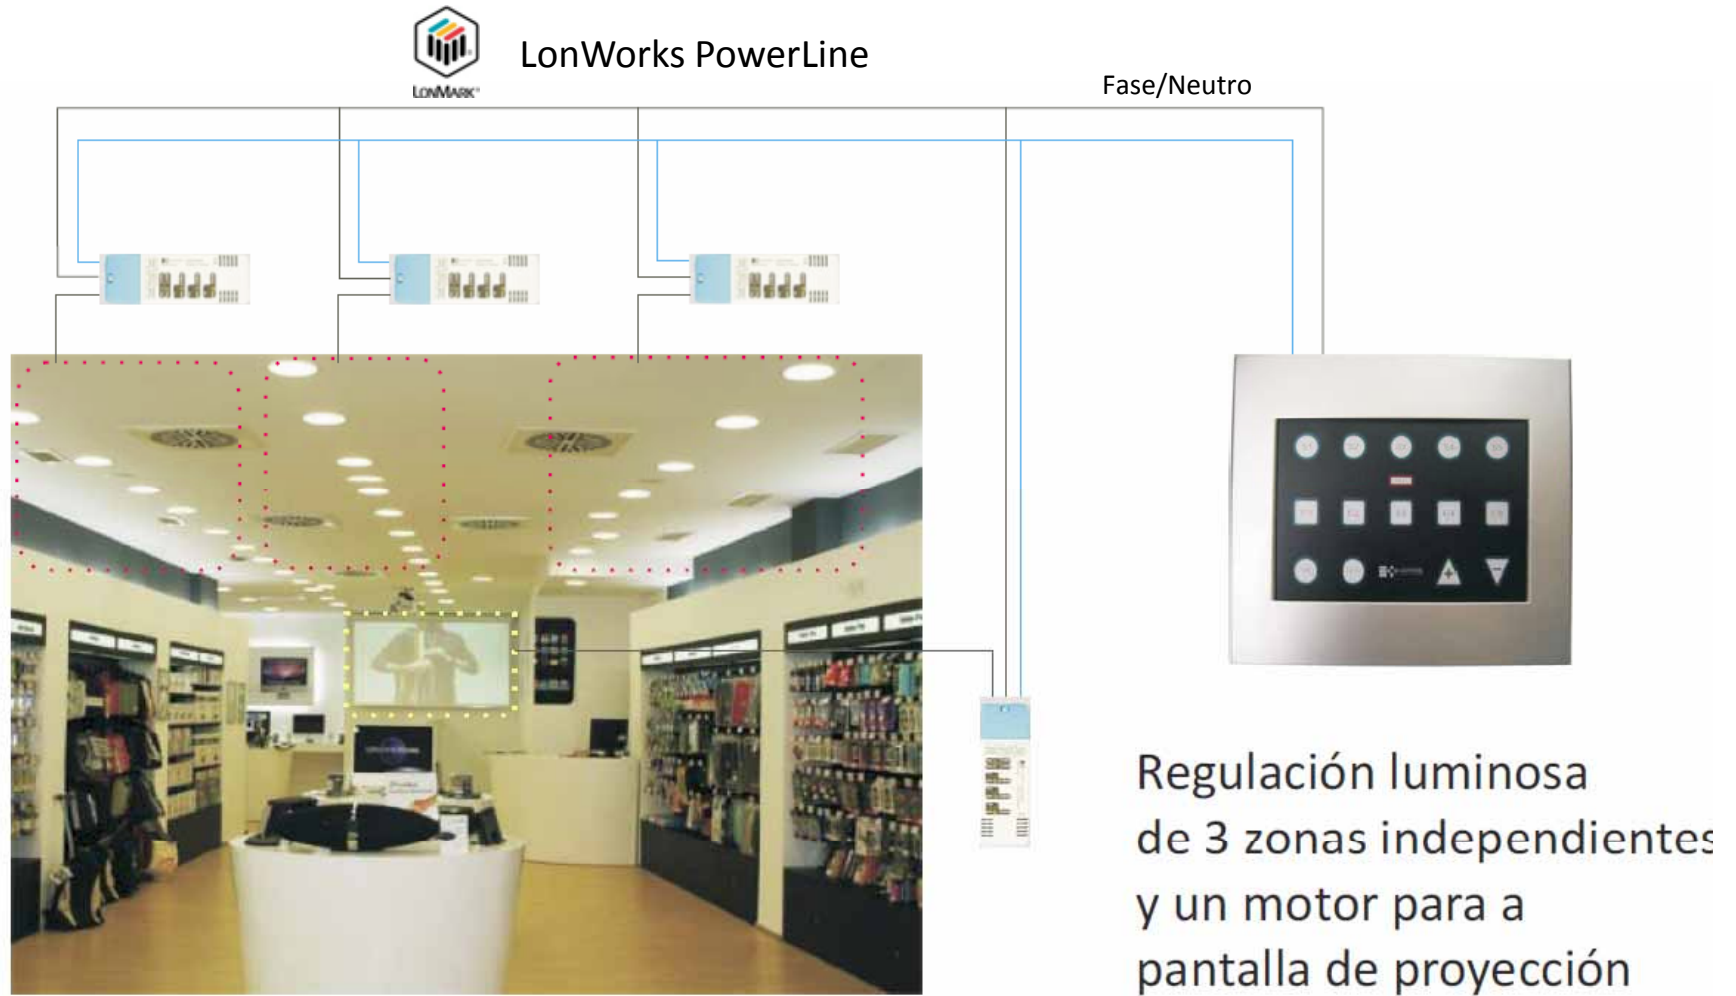 LonMark®
LonWorks PowerLine
Fase/Neutro
Regulación luminosa
de 3 zonas independientes
y un motor para a
pantalla de proyección